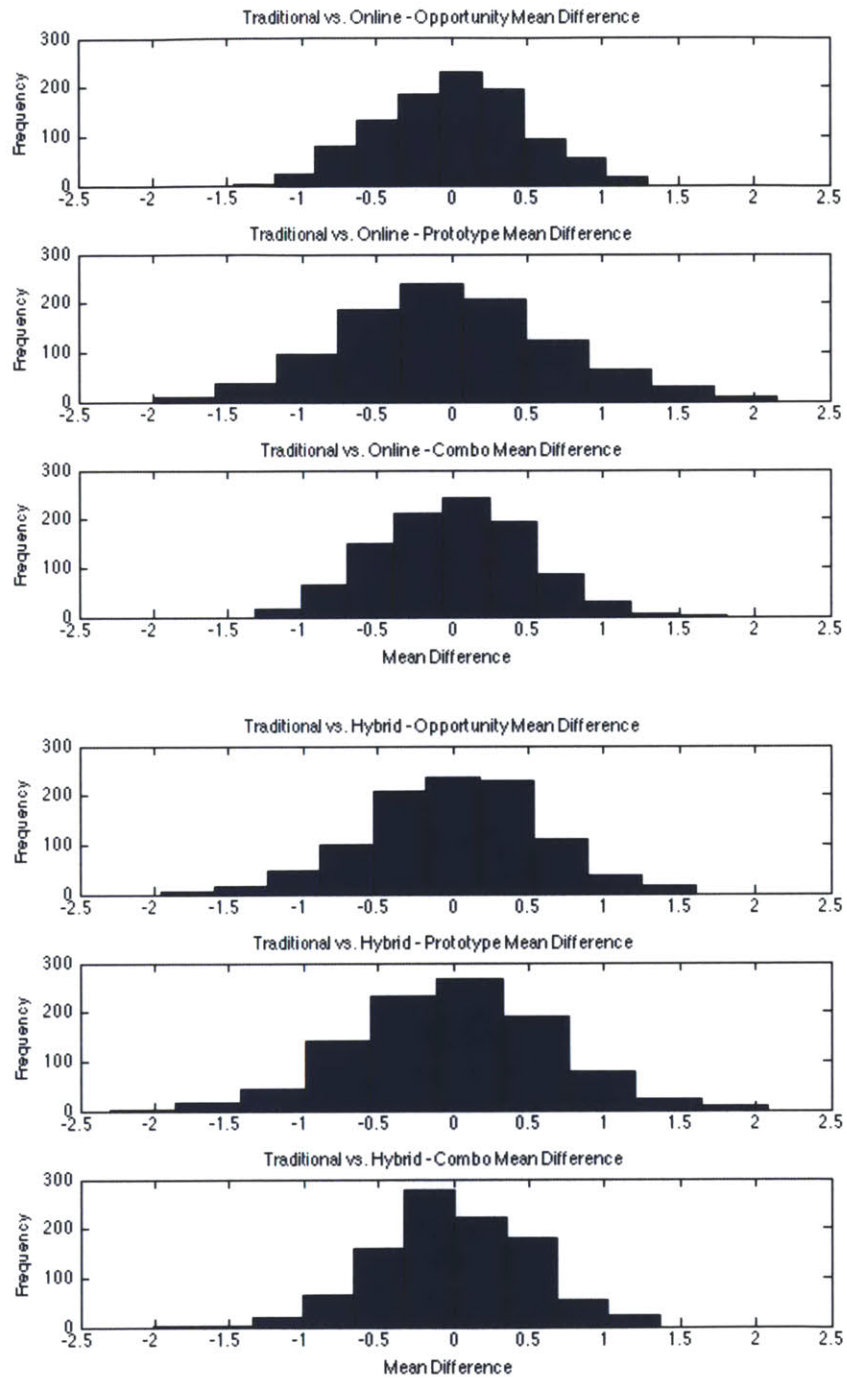 Traditional vs. Online - Opportunity Mean Difference
300
200
100
0
Frequency
-2.5 -2 -1.5 -1 -0.5 0 0.5 1 1.5 2 2.5
Traditional vs. Online - Prototype Mean Difference
300
200
100
0
Frequency
-2.5 -2 -1.5 -1 -0.5 0 0.5 1 1.5 2 2.5
Traditional vs. Online - Combo Mean Difference
300
200
100
0
Frequency
-2.5 -2 -1.5 -1 -0.5 0 0.5 1 1.5 2 2.5
Mean Difference
Traditional vs. Hybrid - Opportunity Mean Difference
300
200
100
0
Frequency
-2.5 -2 -1.5 -1 -0.5 0 0.5 1 1.5 2 2.5
Traditional vs. Hybrid - Prototype Mean Difference
300
200
100
0
Frequency
-2.5 -2 -1.5 -1 -0.5 0 0.5 1 1.5 2 2.5
Traditional vs. Hybrid - Combo Mean Difference
300
200
100
0
Frequency
-2.5 -2 -1.5 -1 -0.5 0 0.5 1 1.5 2 2.5
Mean Difference